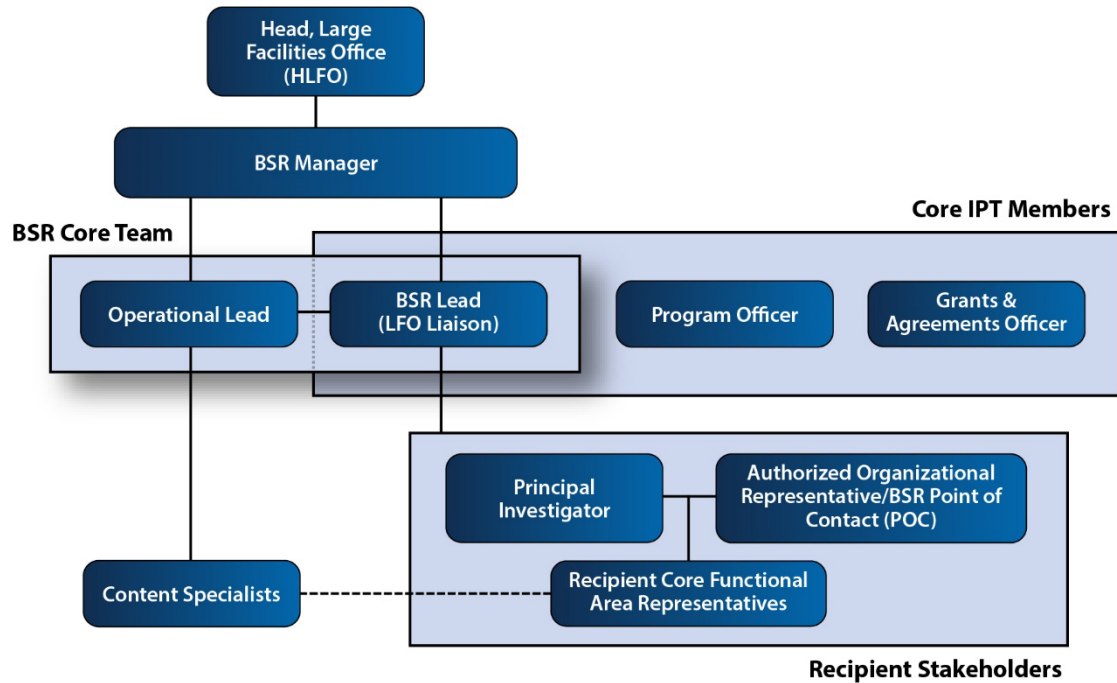 Head, Large
Facilities Office
(HLFO)
BSR Manager
Core IPT Members
BSR Core Team
Operational Lead
BSR Lead
(LFO Liaison)
Program Officer
Grants &
Agreements Officer
Principal
Investigator
Authorized Organizational
Representative/BSR Point of
Contact (POC)
Content Specialists
Recipient Core Functional
Area Representatives
Recipient Stakeholders